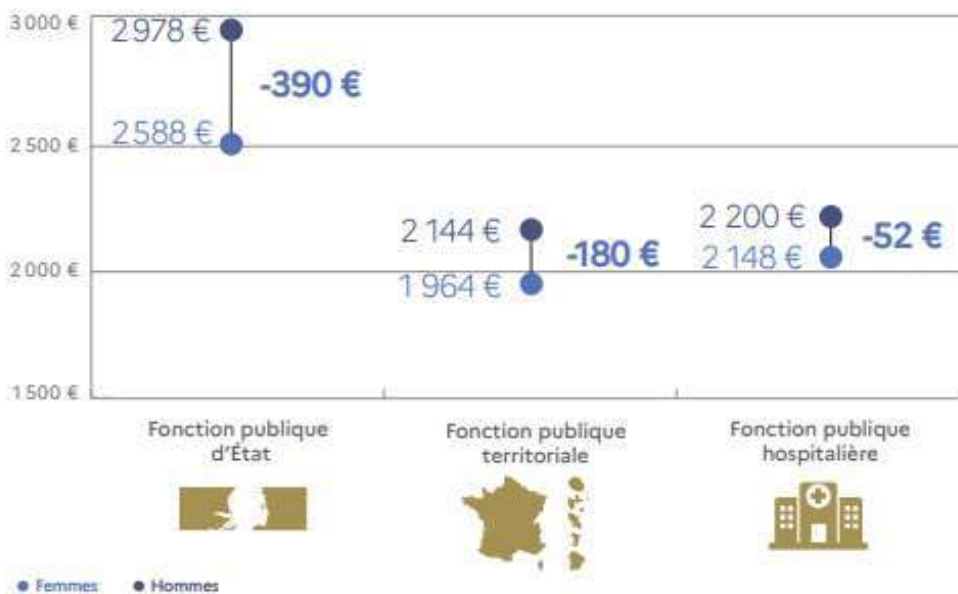 3 000 €
2 978 €
-390 €
2 588 €
2 500 €
2 144 €
-180 €
1 964 €
2 200 €
-52 €
2 148 €
2 000 €
1 500 €
Fonction publique
d'État
Fonction publique
territoriale
Fonction publique
hospitalière
Femmes
Hommes